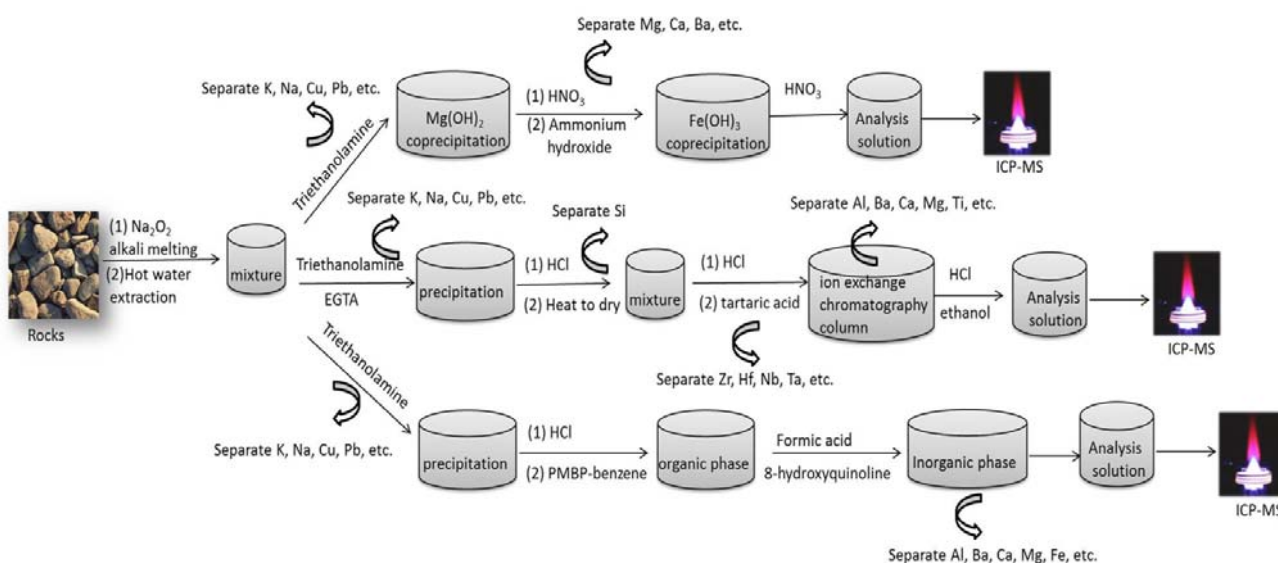 Separate Mg, Ca, Ba, etc.
Separate K, Na, Cu, Pb, etc.
Triethanolamine
Mg(OH)₂
coprecipitation
(1) HNO₃
(2) Ammonium
hydroxide
Fe(OH)₃
coprecipitation
HNO₃
Analysis
solution
ICP-MS
Rocks
(1) Na₂O₂
alkali melting
(2)Hot water
extraction
mixture
Separate K, Na, Cu, Pb, etc.
Triethanolamine
EGTA
precipitation
Separate Si
(1) HCl
(2) Heat to dry
mixture
(1) HCl
(2) tartaric acid
Separate Zr, Hf, Nb, Ta, etc.
Separate Al, Ba, Ca, Mg, Ti, etc.
ion exchange
chromatography
column
HCl
ethanol
Analysis
solution
ICP-MS
Triethanolamine
Separate K, Na, Cu, Pb, etc.
precipitation
(1) HCl
(2) PMBP-benzene
organic phase
Formic acid
8-hydroxyquinoline
Inorganic phase
Separate Al, Ba, Ca, Mg, Fe, etc.
Analysis
solution
ICP-MS